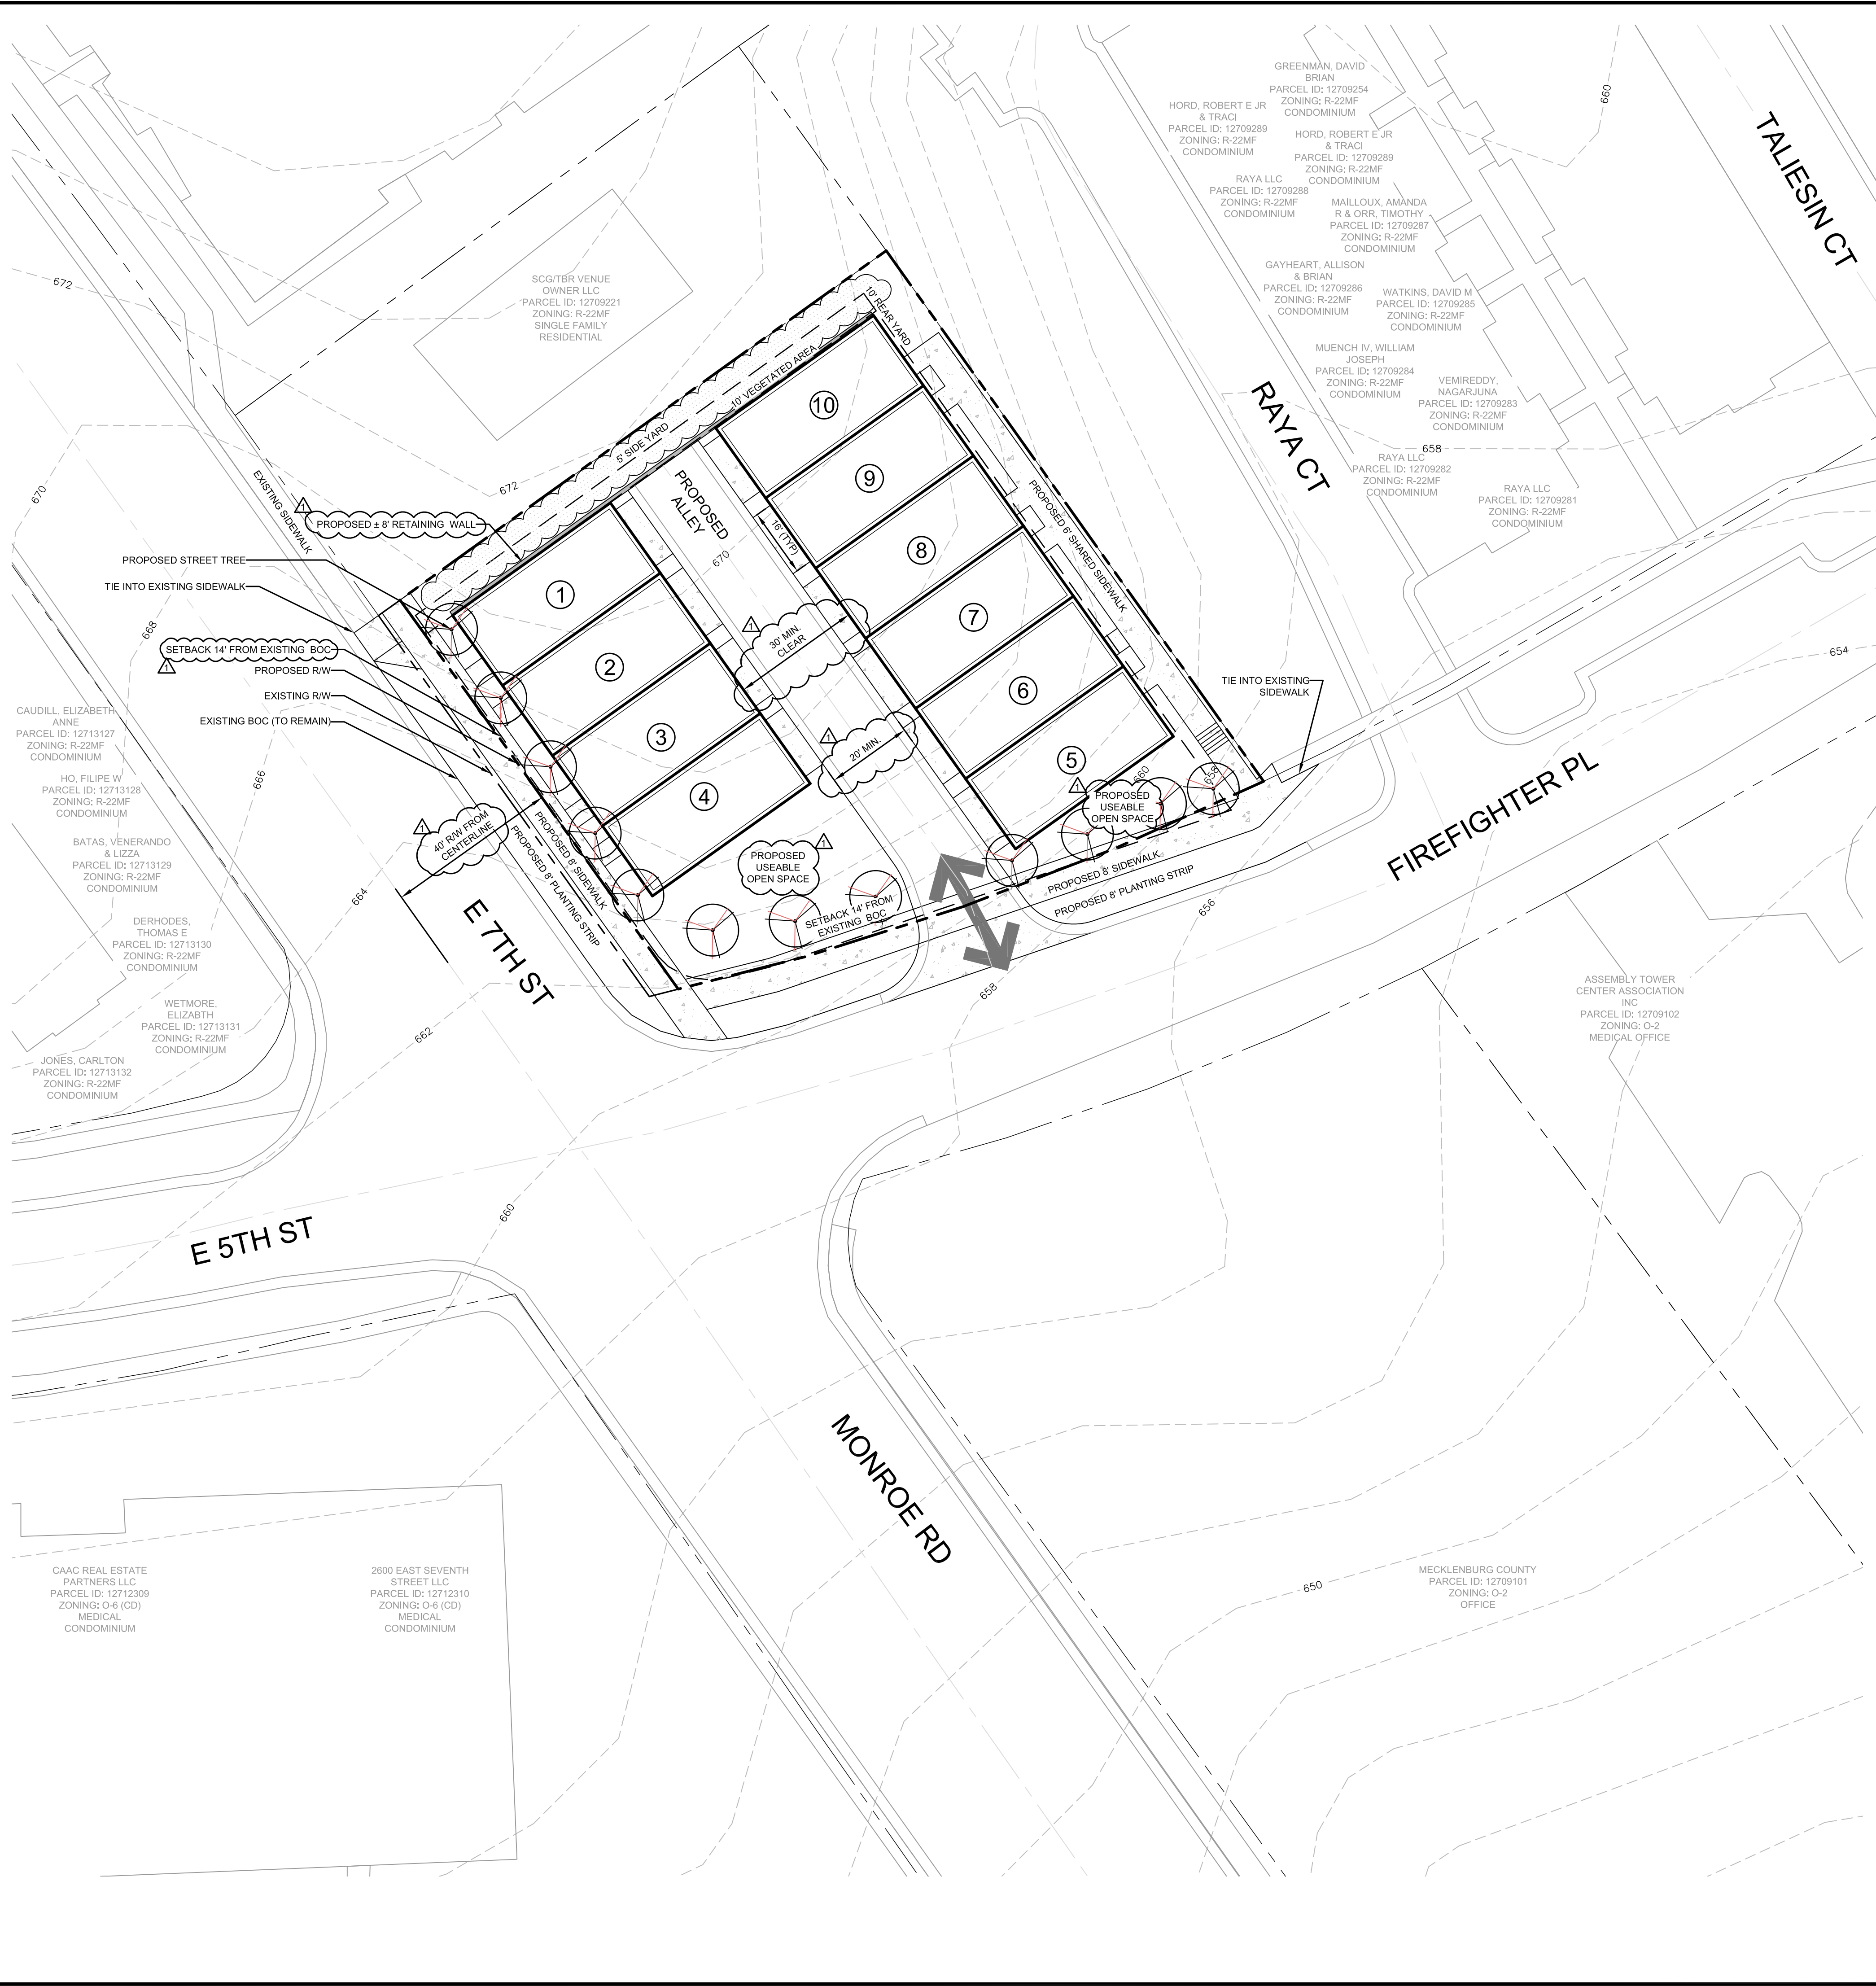 GREENMAN, DAVID
BRIAN
PARCEL ID: 12709254
ZONING: R-22MF
CONDOMINIUM
HORD, ROBERT E JR
& TRACI
PARCEL ID: 12709289
ZONING: R-22MF
CONDOMINIUM
HORD, ROBERT E JR
& TRACI
PARCEL ID: 12709289
ZONING: R-22MF
CONDOMINIUM
RAYA LLC
PARCEL ID: 12709288
ZONING: R-22MF
CONDOMINIUM
MAILLOUX, AMANDA
R & ORR, TIMOTHY
PARCEL ID: 12709287
ZONING: R-22MF
CONDOMINIUM
GAYHEART, ALLISON
& BRIAN
PARCEL ID: 12709286
ZONING: R-22MF
CONDOMINIUM
WATKINS, DAVID M
PARCEL ID: 12709285
ZONING: R-22MF
CONDOMINIUM
MUENCH IV, WILLIAM
JOSEPH
PARCEL ID: 12709284
ZONING: R-22MF
CONDOMINIUM
VEMIREDDY,
NAGARJUNA
PARCEL ID: 12709283
ZONING: R-22MF
CONDOMINIUM
RAYA LLC
PARCEL ID: 12709282
ZONING: R-22MF
CONDOMINIUM
RAYA LLC
PARCEL ID: 12709281
ZONING: R-22MF
CONDOMINIUM
660
658
654
TALIESIN CT
RAYA CT
FIREFIGHTER PL
672
SCG/TBR VENUE
OWNER LLC
PARCEL ID: 12709221
ZONING: R-22MF
SINGLE FAMILY
RESIDENTIAL
670
672
668
EXISTING SIDEWALK
1
PROPOSED ± 8' RETAINING WALL
PROPOSED STREET TREE
TIE INTO EXISTING SIDEWALK
SETBACK 14' FROM EXISTING BOC
1
PROPOSED R/W
EXISTING R/W
EXISTING BOC (TO REMAIN)
5' SIDE YARD
10' VEGETATED AREA
10' REAR YARD
PROPOSED
ALLEY
670
16' (TYP)
PROPOSED 6' SHARED SIDEWALK
10
9
8
7
6
5
1
2
3
4
1
30' MIN.
CLEAR
1
20' MIN.
TIE INTO EXISTING
SIDEWALK
1
PROPOSED
USEABLE
OPEN SPACE
660
658
1
PROPOSED
USEABLE
OPEN SPACE
SETBACK 14' FROM
EXISTING BOC
PROPOSED 8' SIDEWALK
PROPOSED 8' PLANTING STRIP
1
40' R/W FROM
CENTERLINE
PROPOSED 8' SIDEWALK
PROPOSED 8' PLANTING STRIP
E 7TH ST
658
656
CAUDILL, ELIZABETH
ANNE
PARCEL ID: 12713127
ZONING: R-22MF
CONDOMINIUM
HO, FILIPE W
PARCEL ID: 12713128
ZONING: R-22MF
CONDOMINIUM
BATAS, VENERANDO
& LIZZA
PARCEL ID: 12713129
ZONING: R-22MF
CONDOMINIUM
DERHODES,
THOMAS E
PARCEL ID: 12713130
ZONING: R-22MF
CONDOMINIUM
WETMORE,
ELIZABTH
PARCEL ID: 12713131
ZONING: R-22MF
CONDOMINIUM
JONES, CARLTON
PARCEL ID: 12713132
ZONING: R-22MF
CONDOMINIUM
666
664
662
660
ASSEMBLY TOWER
CENTER ASSOCIATION
INC
PARCEL ID: 12709102
ZONING: O-2
MEDICAL OFFICE
E 5TH ST
MONROE RD
CAAC REAL ESTATE
PARTNERS LLC
PARCEL ID: 12712309
ZONING: O-6 (CD)
MEDICAL
CONDOMINIUM
2600 EAST SEVENTH
STREET LLC
PARCEL ID: 12712310
ZONING: O-6 (CD)
MEDICAL
CONDOMINIUM
650
MECKLENBURG COUNTY
PARCEL ID: 12709101
ZONING: O-2
OFFICE